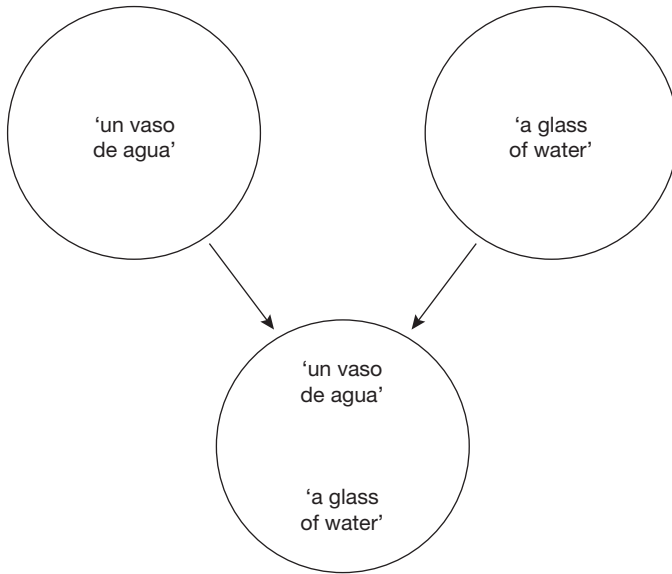 ‘un vaso
de agua’
‘a glass
of water’
‘un vaso
de agua’
‘a glass
of water’